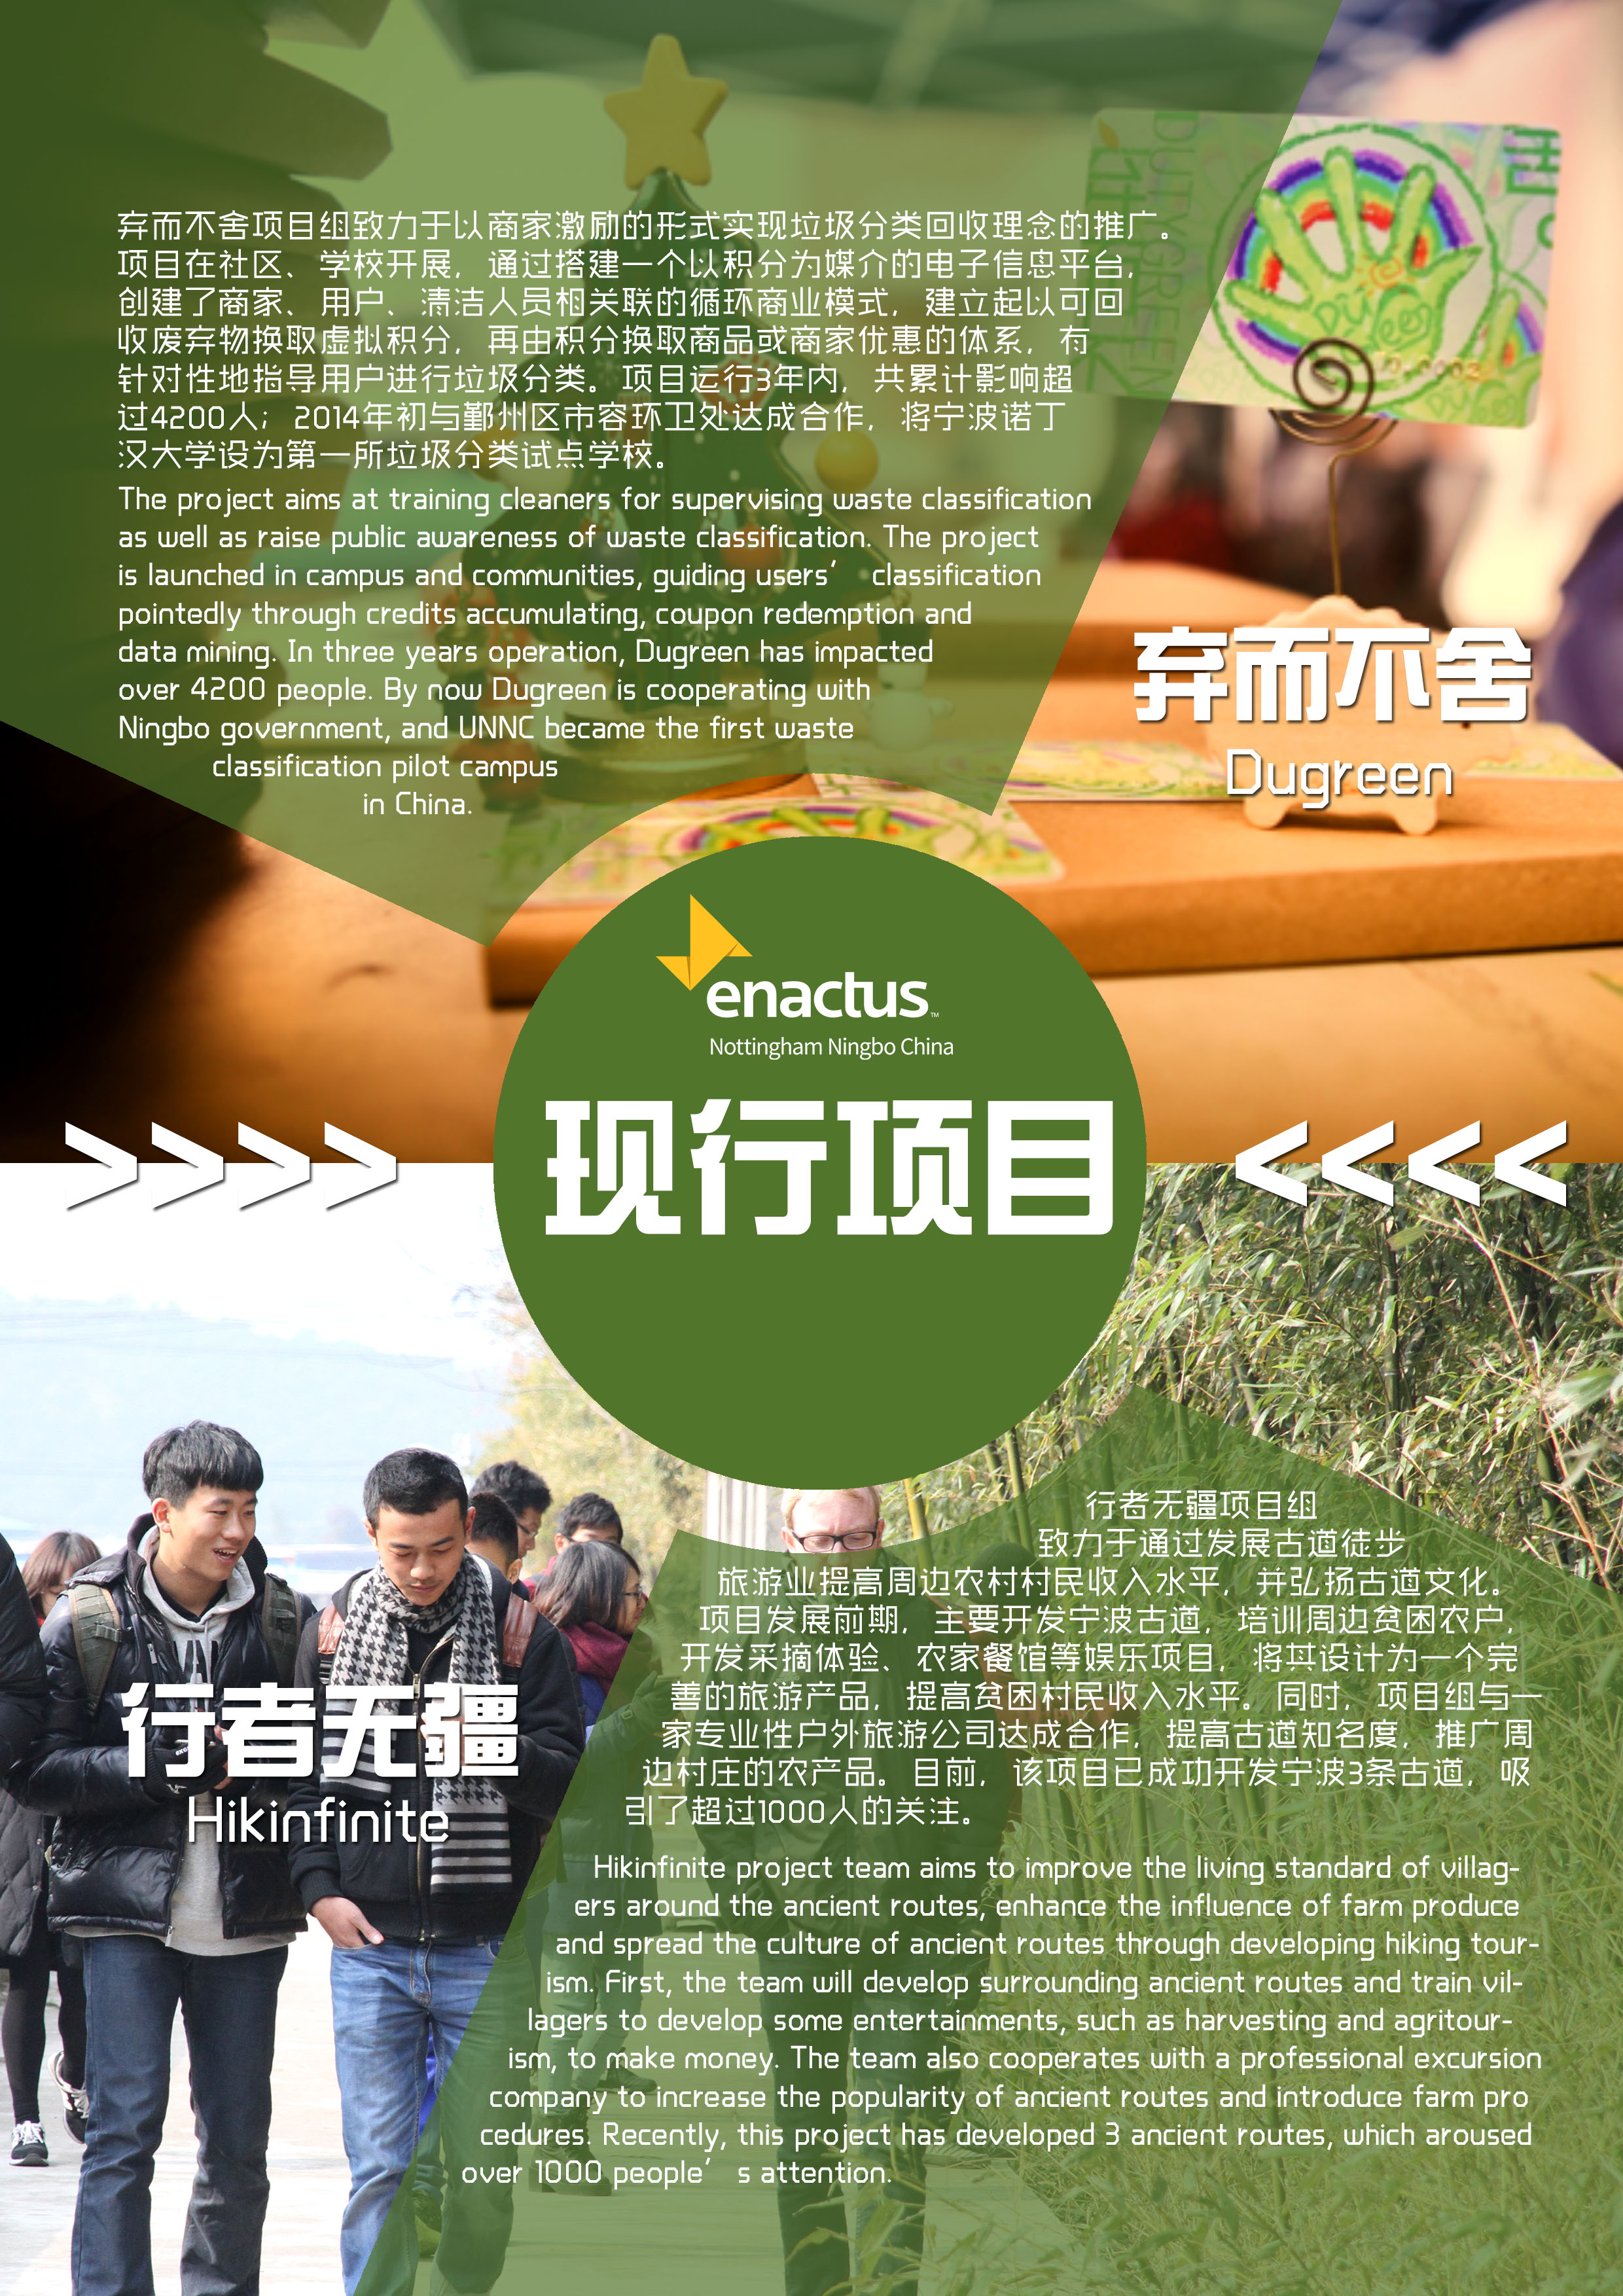 弃而不舍项目组致力于以商家激励的形式实现垃圾分类回收理念的推广。
项目在社区、学校开展，通过搭建一个以积分为媒介的电子信息平台，
创建了商家、用户、清洁人员相关联的循环商业模式，建立起以可回
收废弃物换取虚拟积分，再由积分换取商品或商家优惠的体系，有
针对性地指导用户进行垃圾分类。项目运行3年内，共累计影响超
过4200人；2014年初与鄞州区市容环卫处达成合作，将宁波诺丁
汉大学设为第一所垃圾分类试点学校。
The project aims at training cleaners for supervising waste classification
as well as raise public awareness of waste classification. The project
is launched in campus and communities, guiding users’ classification
pointedly through credits accumulating, coupon redemption and
data mining. In three years operation, Dugreen has impacted
over 4200 people. By now Dugreen is cooperating with
Ningbo government, and UNNC became the first waste
classification pilot campus
in China.
DUTYGREEN
Dugreen
弃而不舍
Dugreen
enactus™
Nottingham Ningbo China
>>>>
现行项目
<<<<
行者无疆
Hikinfinite
行者无疆项目组
致力于通过发展古道徒步
旅游业提高周边农村村民收入水平，并弘扬古道文化。
项目发展前期，主要开发宁波古道，培训周边贫困农户，
开发采摘体验、农家餐馆等娱乐项目，将其设计为一个完
善的旅游产品，提高贫困村民收入水平。同时，项目组与一
家专业性户外旅游公司达成合作，提高古道知名度，推广周
边村庄的农产品。目前，该项目已成功开发宁波3条古道，吸
引了超过1000人的关注。
Hikinfinite project team aims to improve the living standard of villag-
ers around the ancient routes, enhance the influence of farm produce
and spread the culture of ancient routes through developing hiking tour-
ism. First, the team will develop surrounding ancient routes and train vil-
lagers to develop some entertainments, such as harvesting and agritour-
ism, to make money. The team also cooperates with a professional excursion
company to increase the popularity of ancient routes and introduce farm pro
cedures. Recently, this project has developed 3 ancient routes, which aroused
over 1000 people’ s attention.